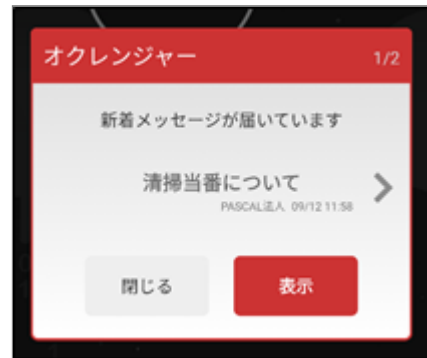 オクレンジャー 1/2
新着メッセージが届いています
清掃当番について
PASCAL法人 09/12 11:58
閉じる 表示